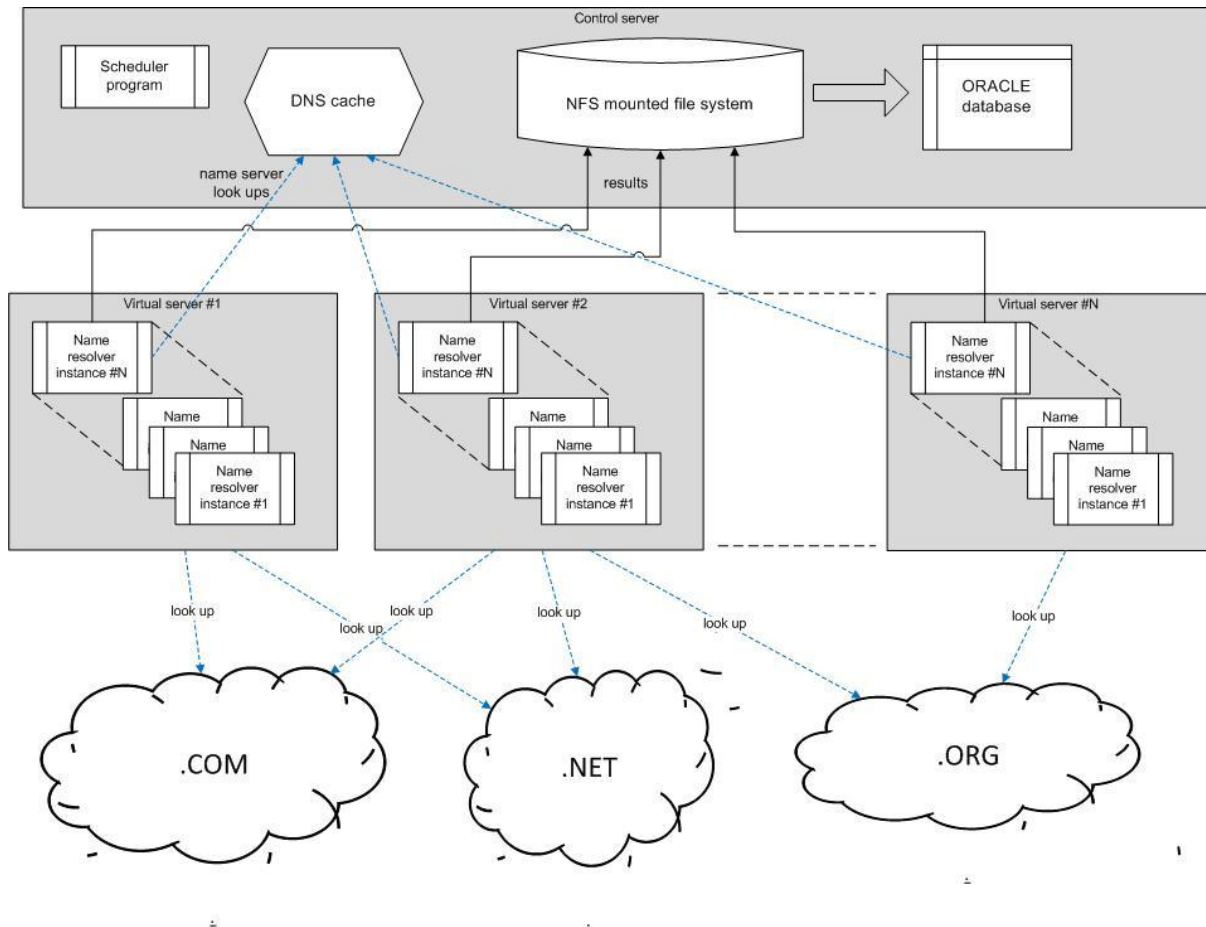 Control server
Scheduler
program
DNS cache
NFS mounted file system
ORACLE
database
name server
look ups
results
Virtual server #1
Name
resolver
instance #N
Name
Name
Name
resolver
instance #1
Virtual server #2
Name
resolver
instance #N
Name
Name
Name
resolver
instance #1
Virtual server #N
Name
resolver
instance #N
Name
Name
Name
resolver
instance #1
look up
look up
look up
look up
look up
look up
.COM
.NET
.ORG